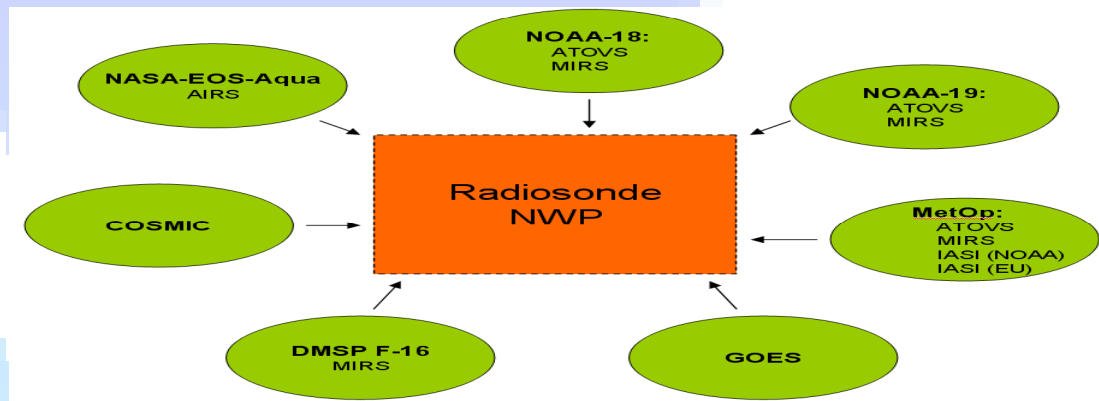 NOAA-18:
ATOVS
MIRS
NASA-EOS-Aqua
AIRS
NOAA-19:
ATOVS
MIRS
Radiosonde
NWP
COSMIC
MetOp:
ATOVS
MIRS
IASI (NOAA)
IASI (EU)
DMSP F-16
MIRS
GOES